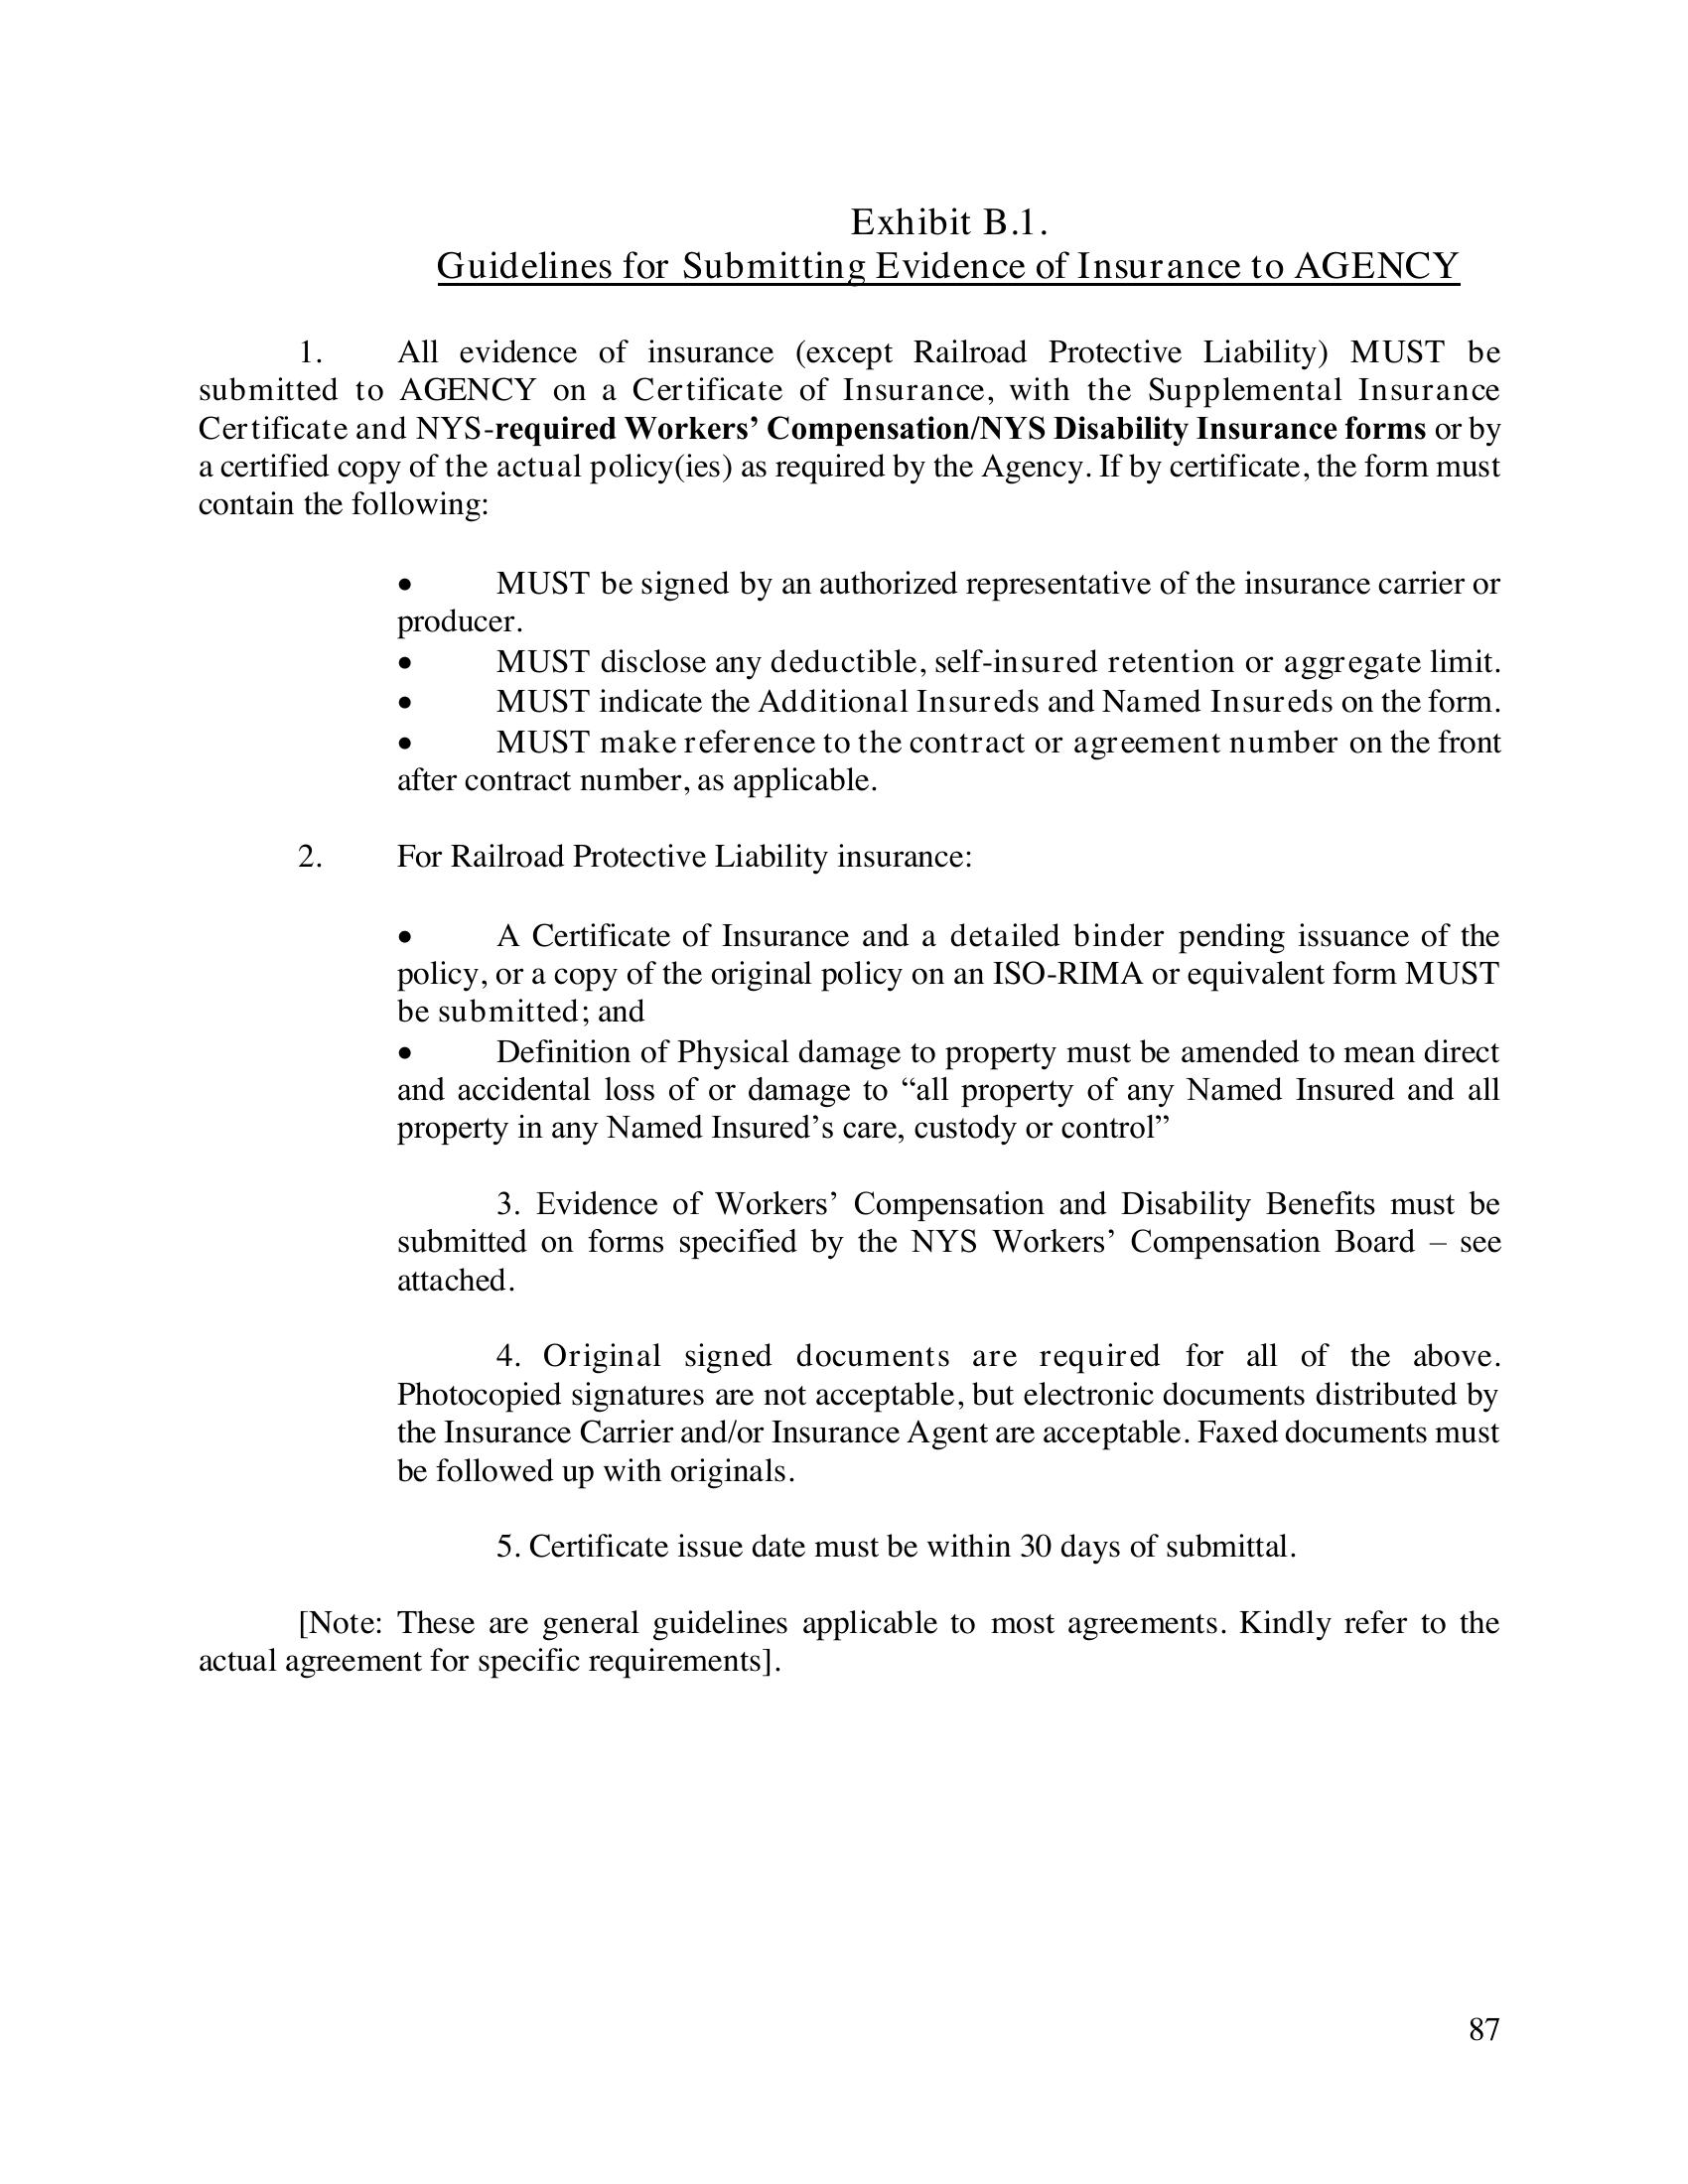 Exhibit B.1.
Guidelines for Submitting Evidence of Insurance to AGENCY
1. All evidence of insurance (except Railroad Protective Liability) MUST be
submitted to AGENCY on a Certificate of Insurance, with the Supplemental Insurance
Certificate and NYS-required Workers’ Compensation/NYS Disability Insurance forms or by
a certified copy of the actual policy(ies) as required by the Agency. If by certificate, the form must
contain the following:
• MUST be signed by an authorized representative of the insurance carrier or
producer.
• MUST disclose any deductible, self-insured retention or aggregate limit.
• MUST indicate the Additional Insureds and Named Insureds on the form.
• MUST make reference to the contract or agreement number on the front
after contract number, as applicable.
2. For Railroad Protective Liability insurance:
• A Certificate of Insurance and a detailed binder pending issuance of the
policy, or a copy of the original policy on an ISO-RIMA or equivalent form MUST
be submitted; and
• Definition of Physical damage to property must be amended to mean direct
and accidental loss of or damage to “all property of any Named Insured and all
property in any Named Insured’s care, custody or control”
3. Evidence of Workers’ Compensation and Disability Benefits must be
submitted on forms specified by the NYS Workers’ Compensation Board – see
attached.
4. Original signed documents are required for all of the above.
Photocopied signatures are not acceptable, but electronic documents distributed by
the Insurance Carrier and/or Insurance Agent are acceptable. Faxed documents must
be followed up with originals.
5. Certificate issue date must be within 30 days of submittal.
[Note: These are general guidelines applicable to most agreements. Kindly refer to the
actual agreement for specific requirements].
87